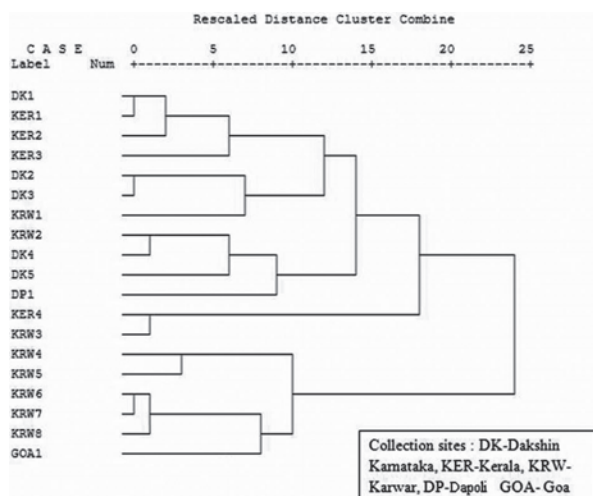 Rescaled Distance Cluster Combine
C A S E 0 5 10 15 20 25
Label Num +---------+---------+---------+---------+---------+
DK1
KER1
KER2
KER3
DK2
DK3
KRW1
KRW2
DK4
DK5
DP1
KER4
KRW3
KRW4
KRW5
KRW6
KRW7
KRW8
GOA1
Collection sites : DK-Dakshin
Karnataka, KER-Kerala, KRW-
Karwar, DP-Dapoli GOA- Goa